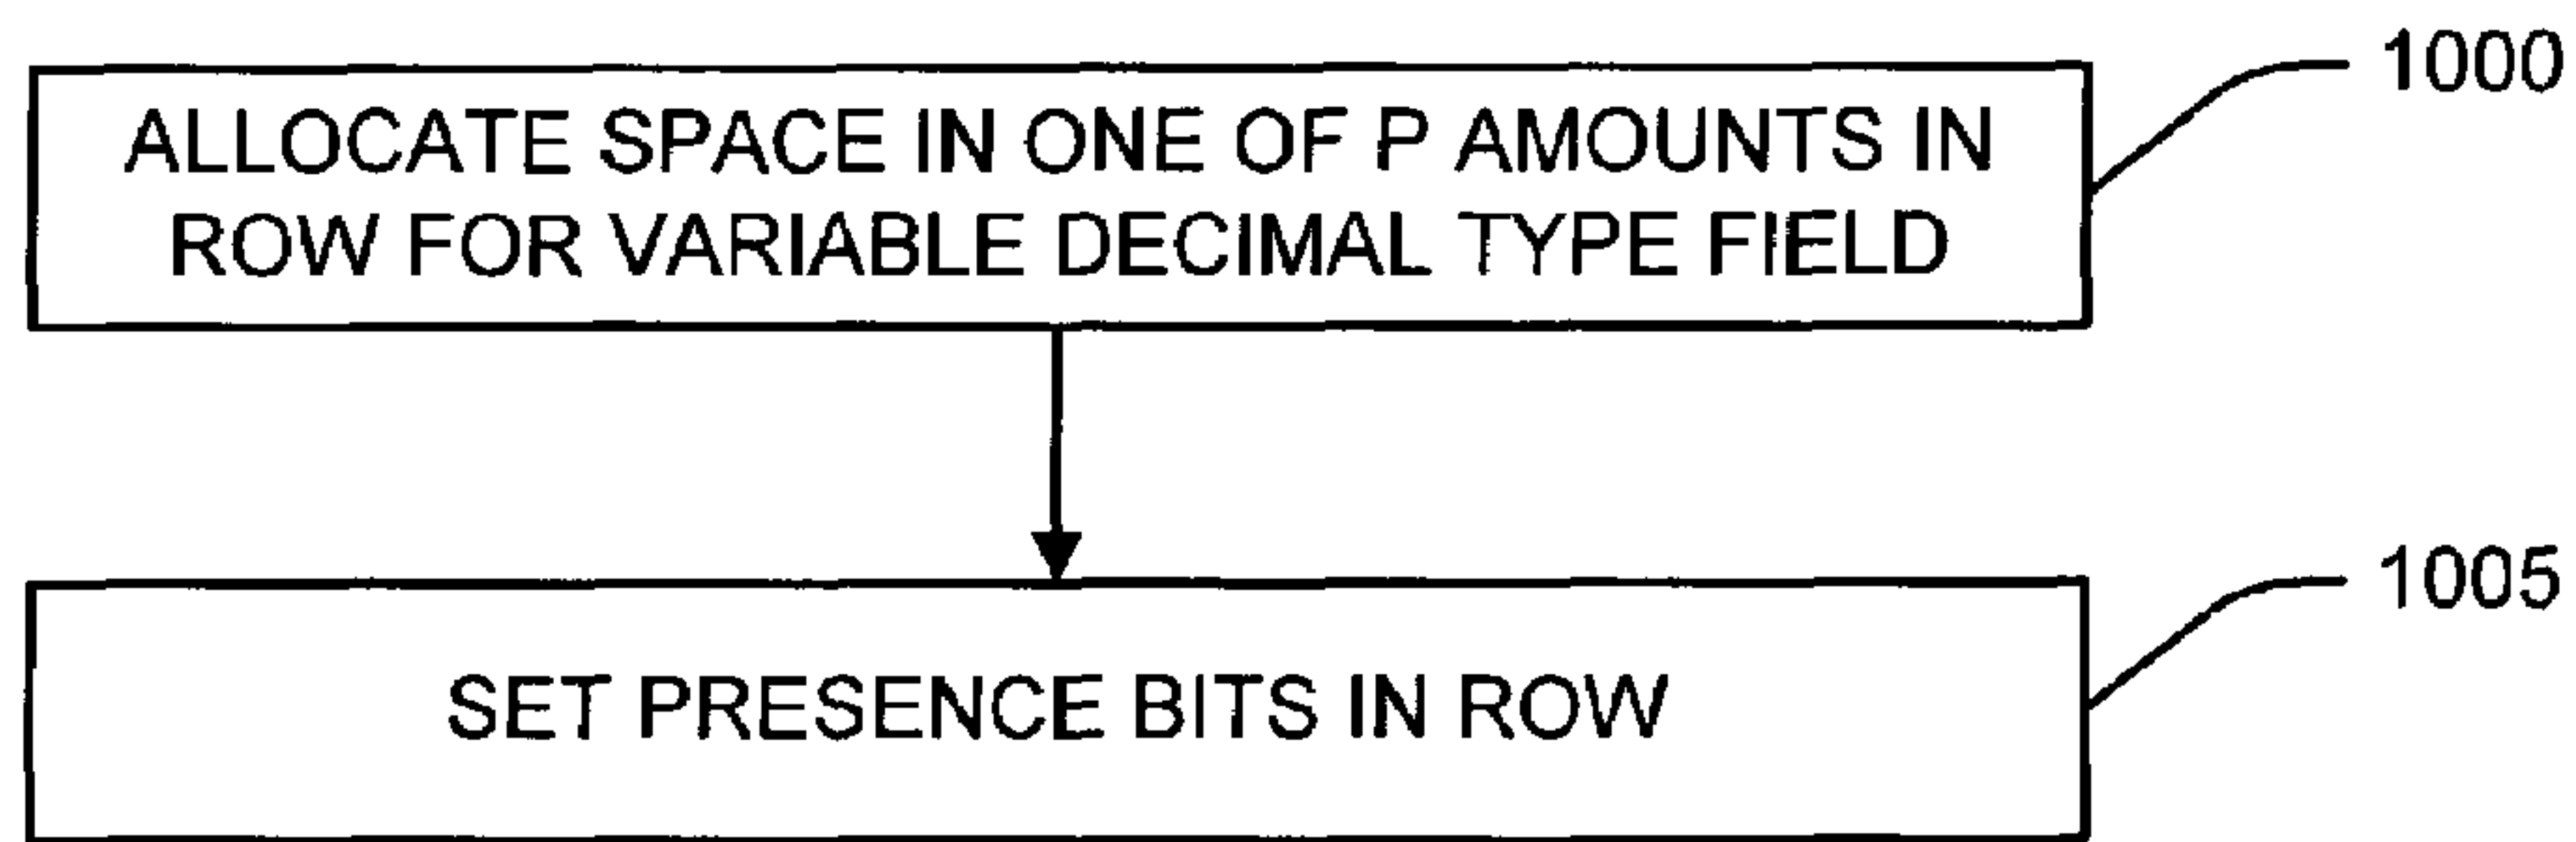 1000
ALLOCATE SPACE IN ONE OF P AMOUNTS IN
ROW FOR VARIABLE DECIMAL TYPE FIELD
1005
SET PRESENCE BITS IN ROW